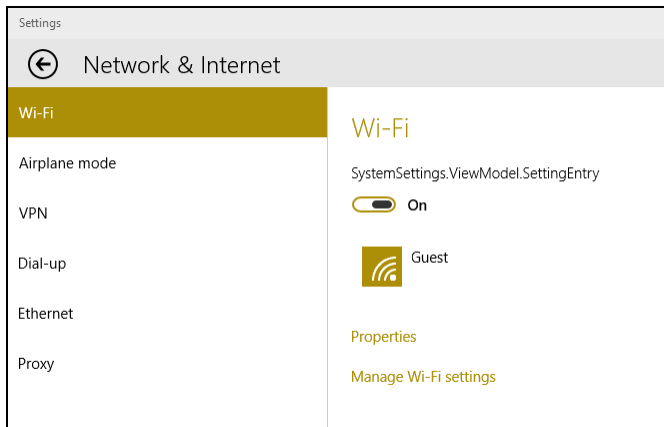 Settings
Network & Internet
Wi-Fi
Airplane mode
VPN
Dial-up
Ethernet
Proxy
Wi-Fi
SystemSettings.ViewModel.SettingEntry
On
Guest
Properties
Manage Wi-Fi settings